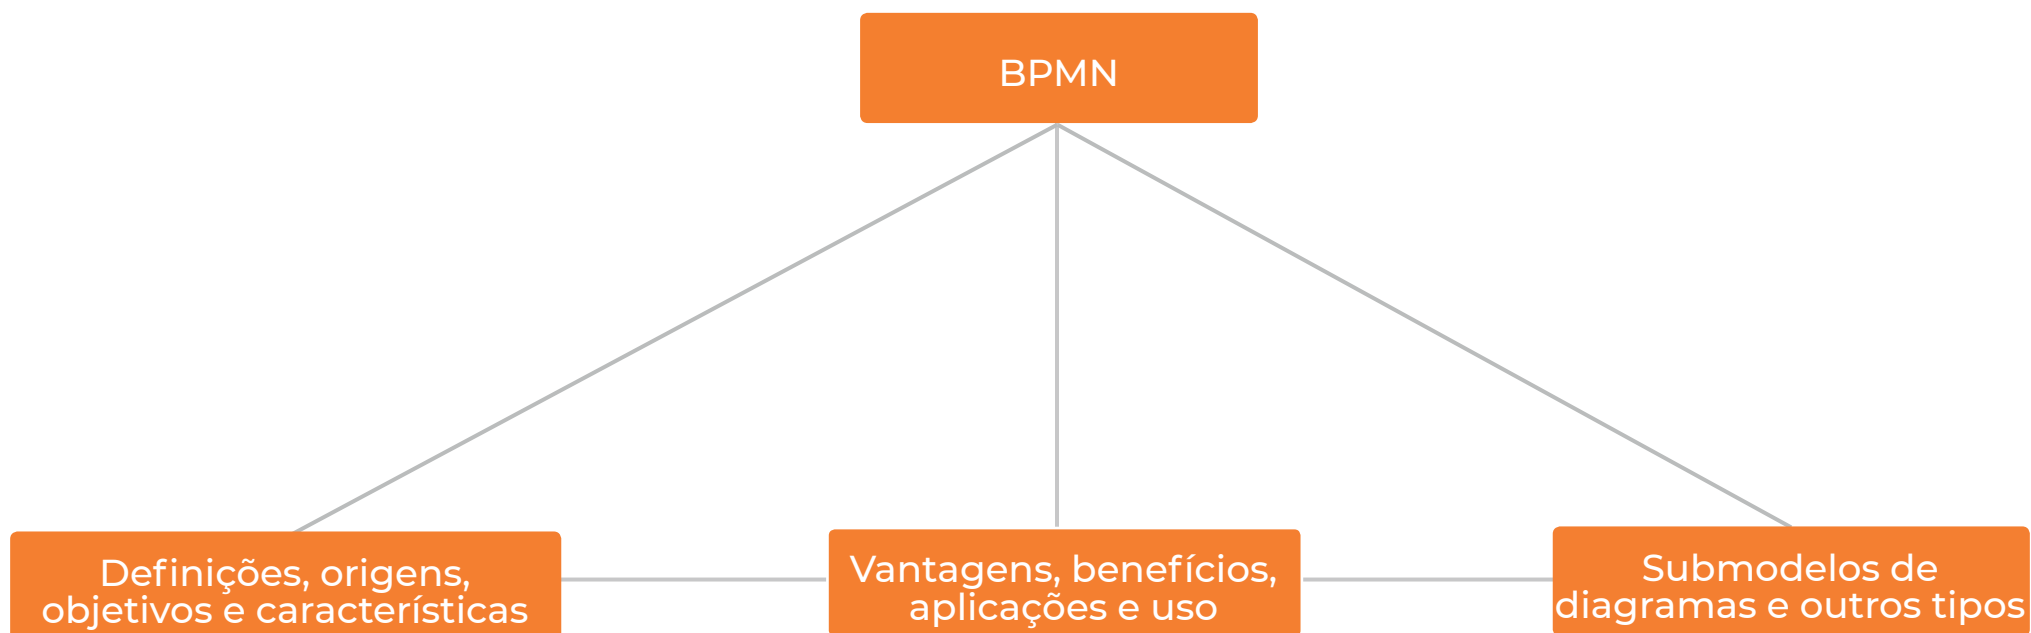 BPMN
Definições, origens,
objetivos e características
Vantagens, benefícios,
aplicações e uso
Submodelos de
diagramas e outros tipos